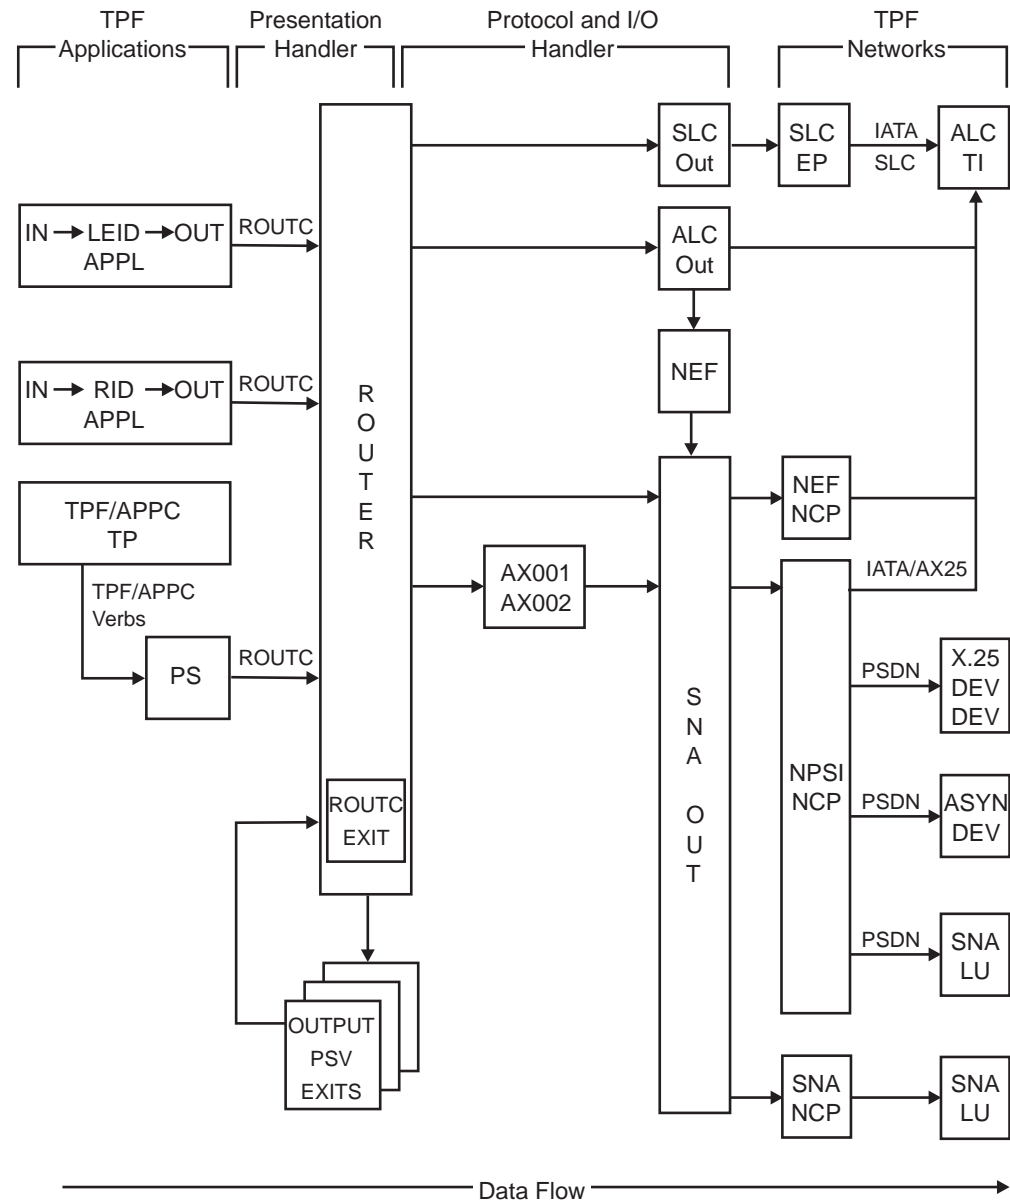 TPF
Applications
Presentation
Handler
Protocol and I/O
Handler
TPF
Networks
SLC
Out
SLC
EP
IATA
SLC
ALC
TI
IN LEID OUT
APPL
ROUTC
ALC
Out
NEF
IN RID OUT
APPL
ROUTC
ROUTER
TPF/APPC
TP
TPF/APPC
Verbs
PS
ROUTC
AX001
AX002
SNA OUT
NEF
NCP
IATA/AX25
NPSI
NCP
PSDN
X.25
DEV
DEV
PSDN
ASYN
DEV
PSDN
SNA
LU
ROUTC
EXIT
OUTPUT
PSV
EXITS
SNA
NCP
SNA
LU
Data Flow